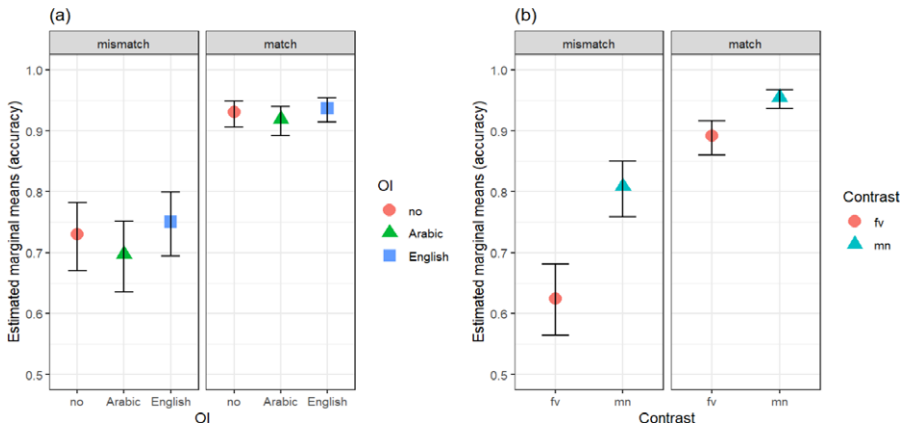 (a)
mismatch
match
Estimated marginal means (accuracy)
1.0
0.9
0.8
0.7
0.6
0.5
no
Arabic
English
no
Arabic
English
OI
OI
no
Arabic
English
(b)
mismatch
match
Estimated marginal means (accuracy)
1.0
0.9
0.8
0.7
0.6
0.5
fv
mn
fv
mn
Contrast
Contrast
fv
mn